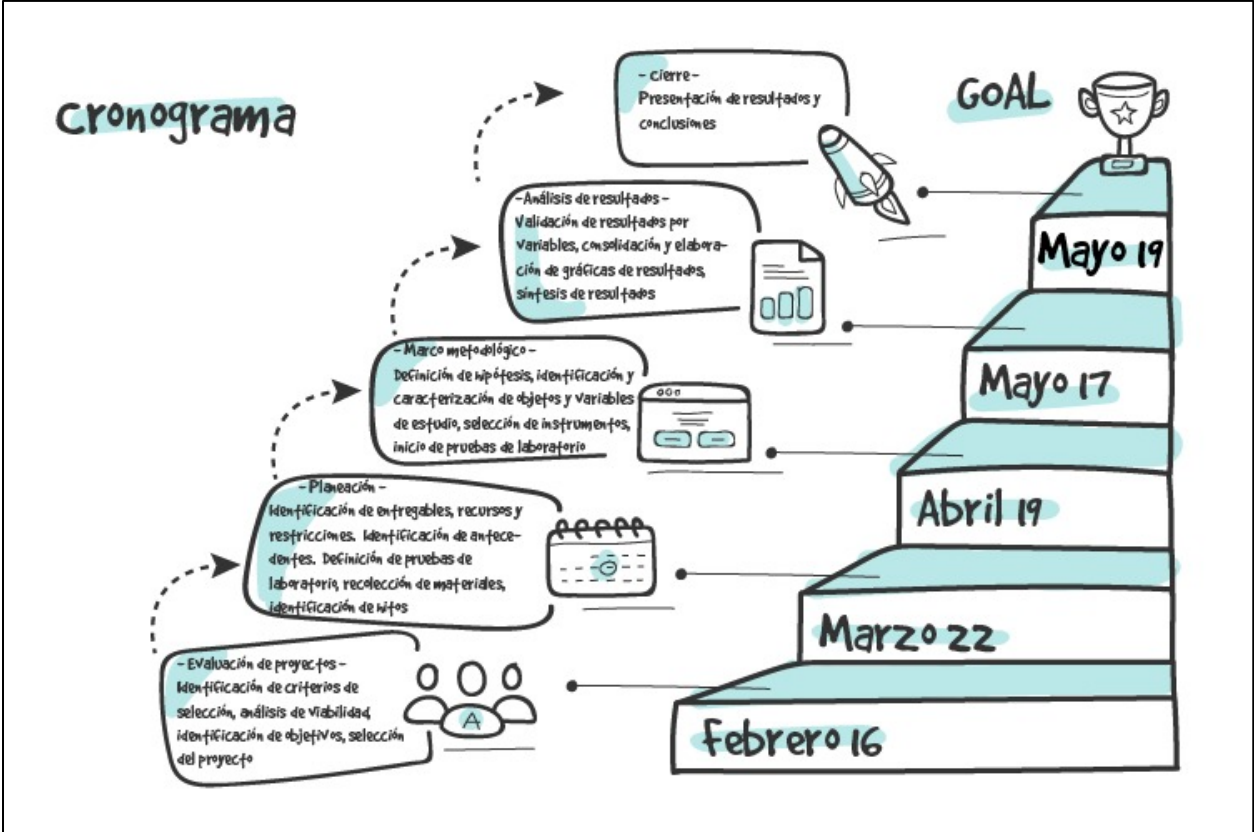 cronograma
- cierre -
Presentación de resultados y
conclusiones
GOAL
- Análisis de resultados -
Validación de resultados por
variables, consolidación y elabora-
ción de gráficas de resultados,
síntesis de resultados
Mayo 19
- Marco metodológico -
Definición de hipótesis, identificación y
caracterización de objetos y variables
de estudio, selección de instrumentos,
inicio de pruebas de laboratorio
Mayo 17
- Planeación -
Identificación de entregables, recursos y
restricciones. Identificación de antece-
dentes. Definición de pruebas de
laboratorio, recolección de materiales,
identificación de hitos
Abril 19
Marzo 22
- Evaluación de proyectos -
Identificación de criterios de
selección, análisis de viabilidad,
identificación de objetivos, selección
del proyecto
A
Febrero 16